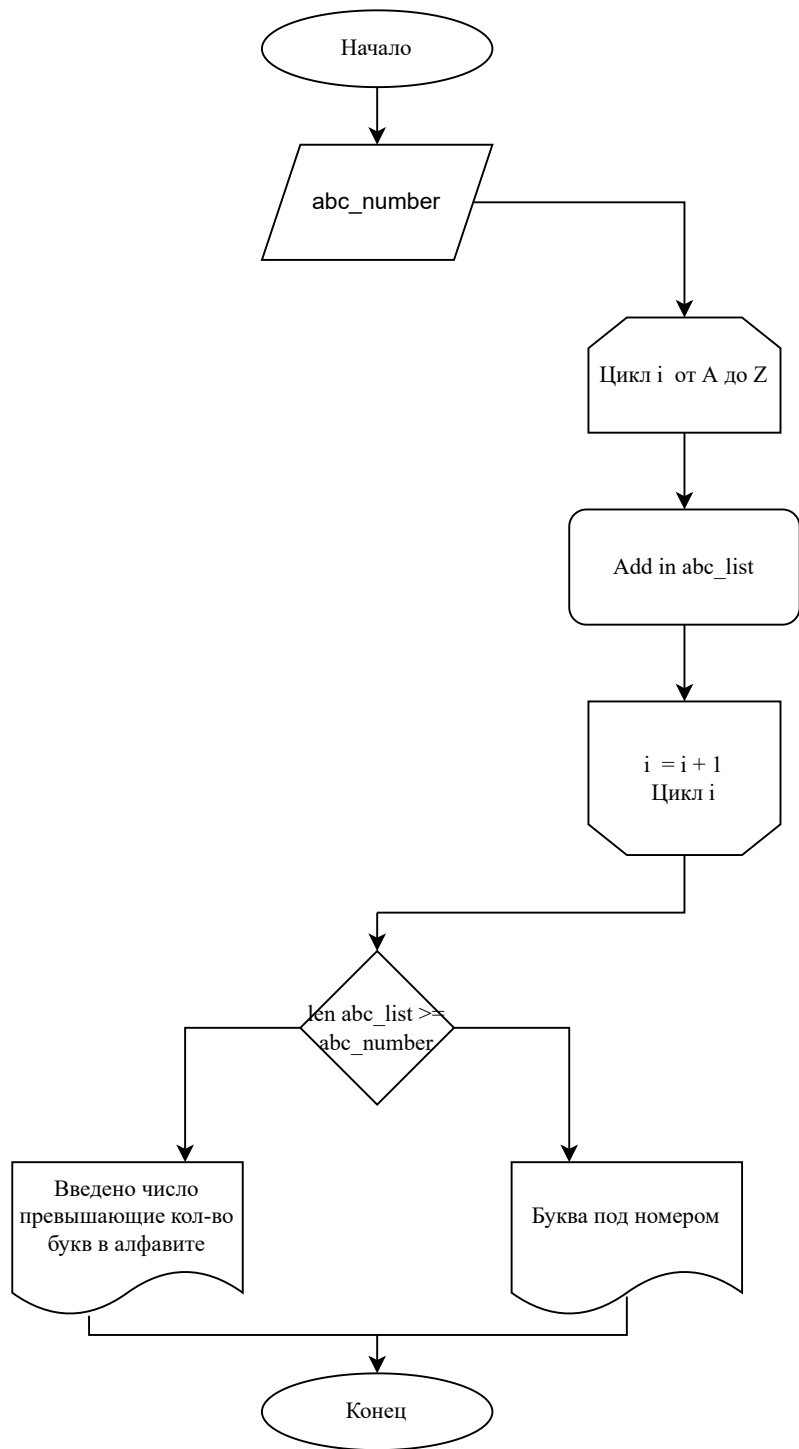 Начало
abc_number
Цикл i от A до Z
Add in abc_list
i = i + 1
Цикл i
len abc_list >=
abc_number
Введено число
превышающие кол-во
букв в алфавите
Буква под номером
Конец